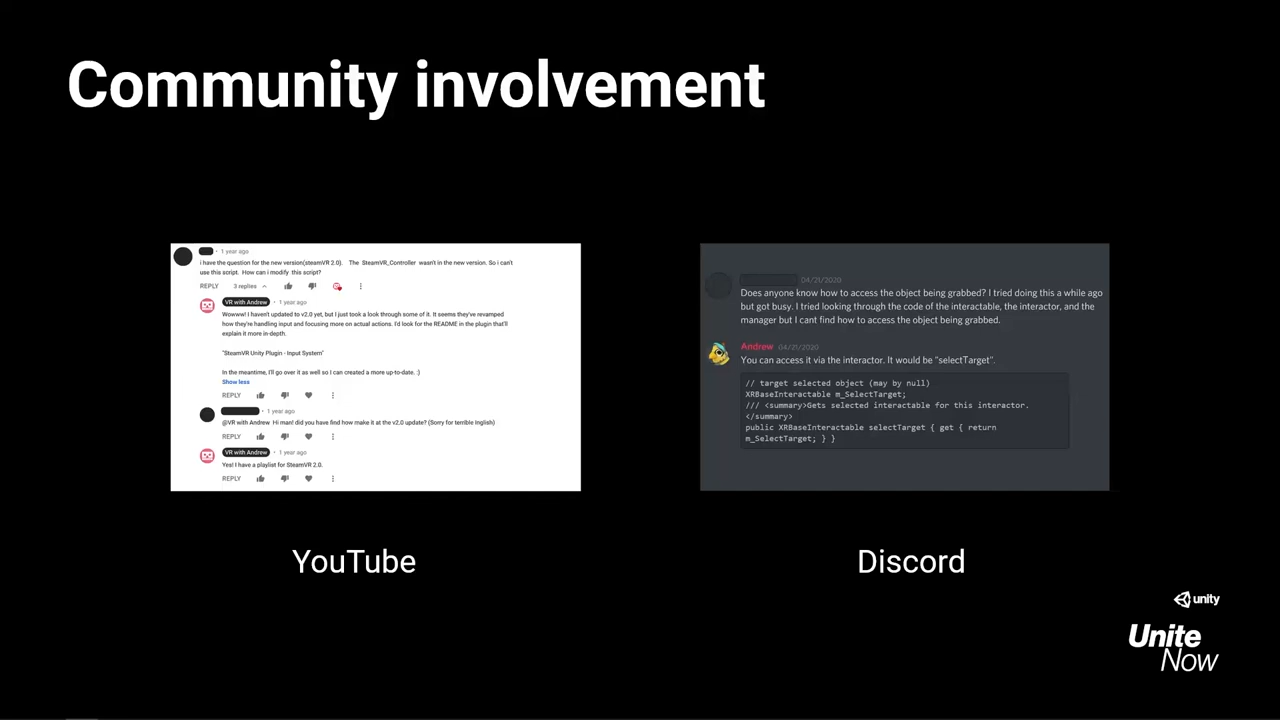 Community involvement
1 year ago
i have the question for the new version(steamVR 2.0). The SteamVR_Controller wasn't in the new version. So i can't
use this script. How can i modify this script?
REPLY 3 replies
VR with Andrew 1 year ago
Wowww! I haven't updated to v2.0 yet, but I just took a look through some of it. It seems they've revamped
how they're handling input and focusing more on actual actions. I'd look for the README in the plugin that'll
explain it more in-depth.
"SteamVR Unity Plugin - Input System"
In the meantime, I'll go over it as well so I can created a more up-to-date. :)
Show less
REPLY
1 year ago
@VR with Andrew Hi man! did you have find how make it at the v2.0 update? (Sorry for terrible Inglish)
REPLY
VR with Andrew 1 year ago
Yes! I have a playlist for SteamVR 2.0.
REPLY
04/21/2020
Does anyone know how to access the object being grabbed? I tried doing this a while ago
but got busy. I tried looking through the code of the interactable, the interactor, and the
manager but I cant find how to access the object being grabbed.
Andrew 04/21/2020
You can access it via the interactor. It would be "selectTarget".
// target selected object (may by null)
XRBaseInteractable m_SelectTarget;
/// <summary>Gets selected interactable for this interactor.
</summary>
public XRBaseInteractable selectTarget { get { return
m_SelectTarget; } }
YouTube
Discord
unity
Unite
Now